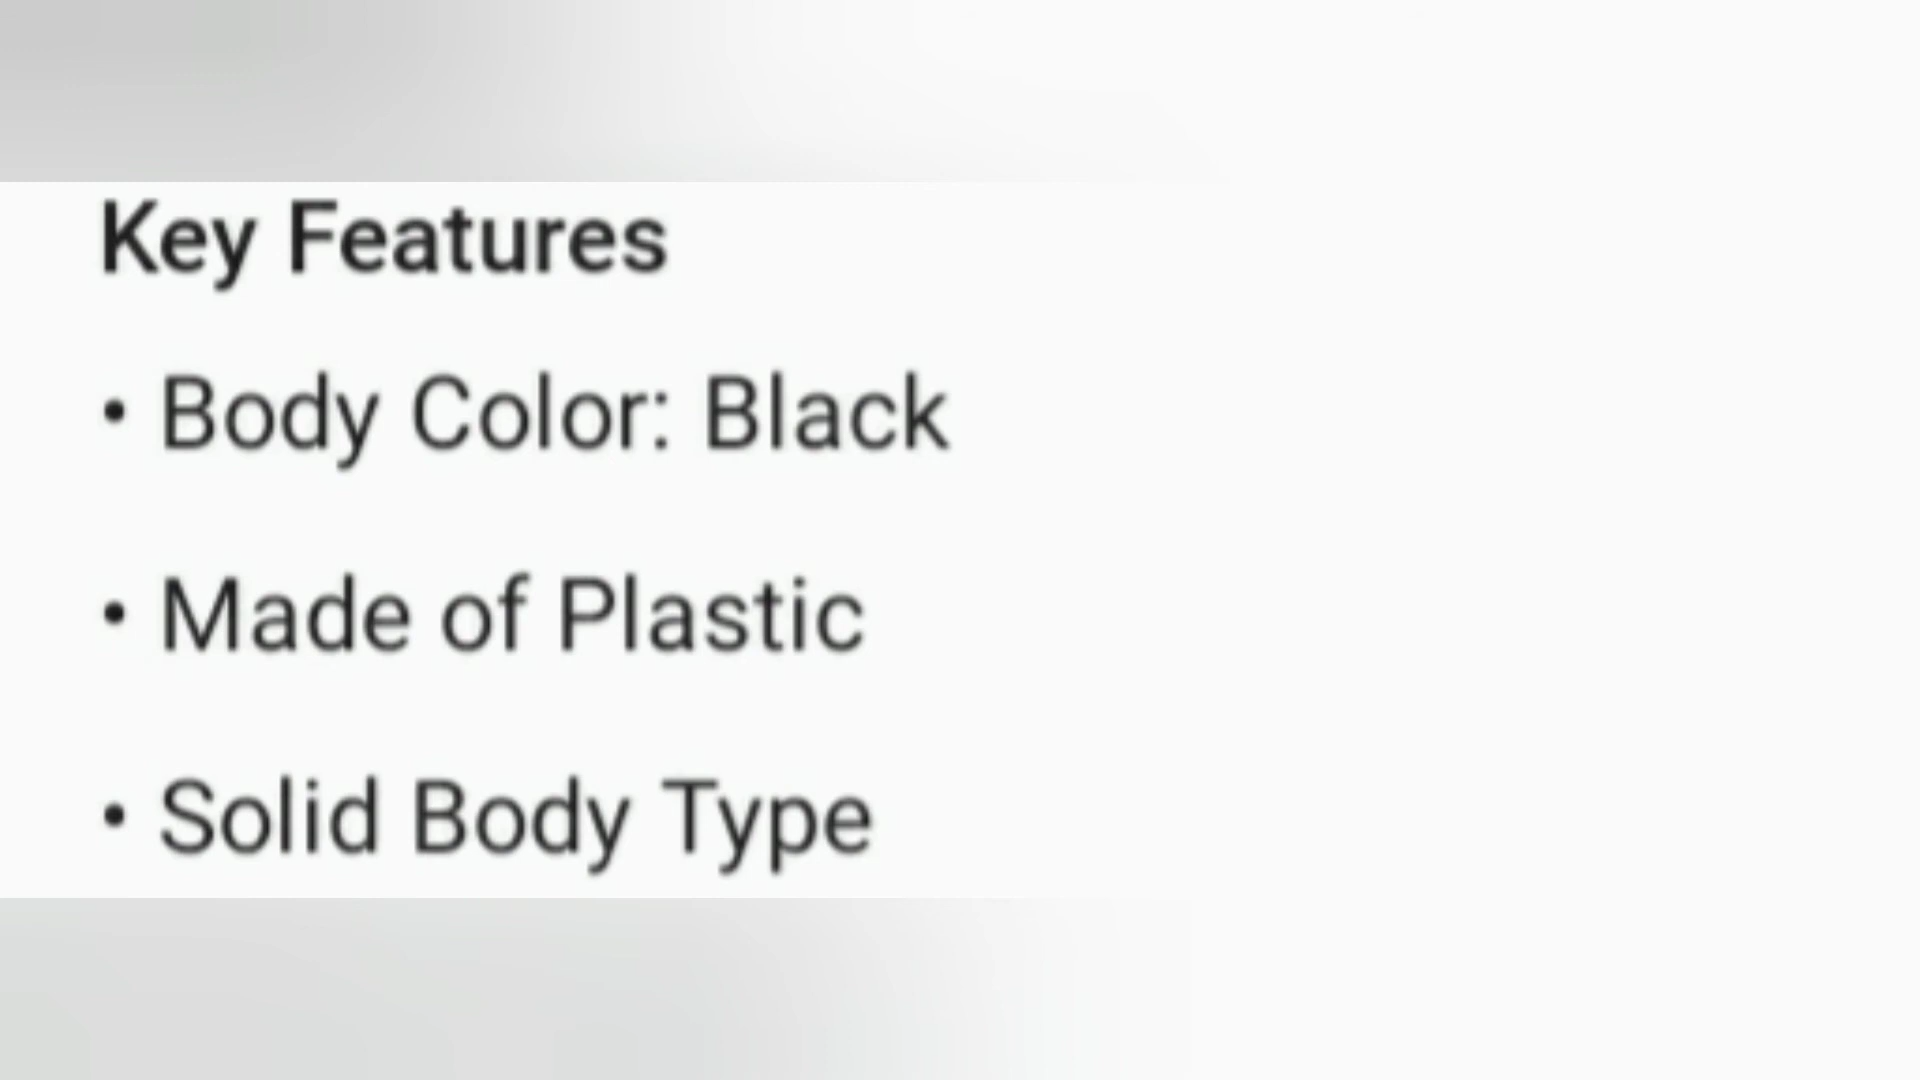 Key Features
• Body Color: Black
• Made of Plastic
• Solid Body Type